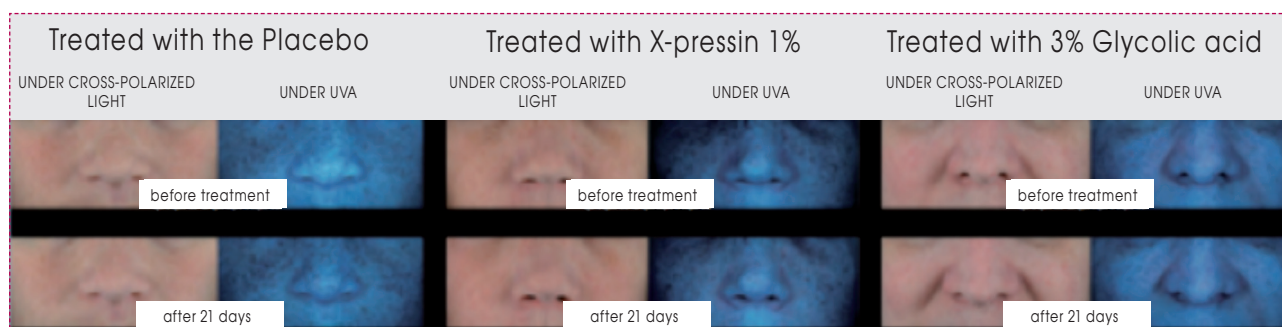 Treated with the Placebo
Treated with X-pressin 1%
Treated with 3% Glycolic acid
UNDER CROSS-POLARIZED
LIGHT
UNDER UVA
UNDER CROSS-POLARIZED
LIGHT
UNDER UVA
UNDER CROSS-POLARIZED
LIGHT
UNDER UVA
before treatment
before treatment
before treatment
after 21 days
after 21 days
after 21 days